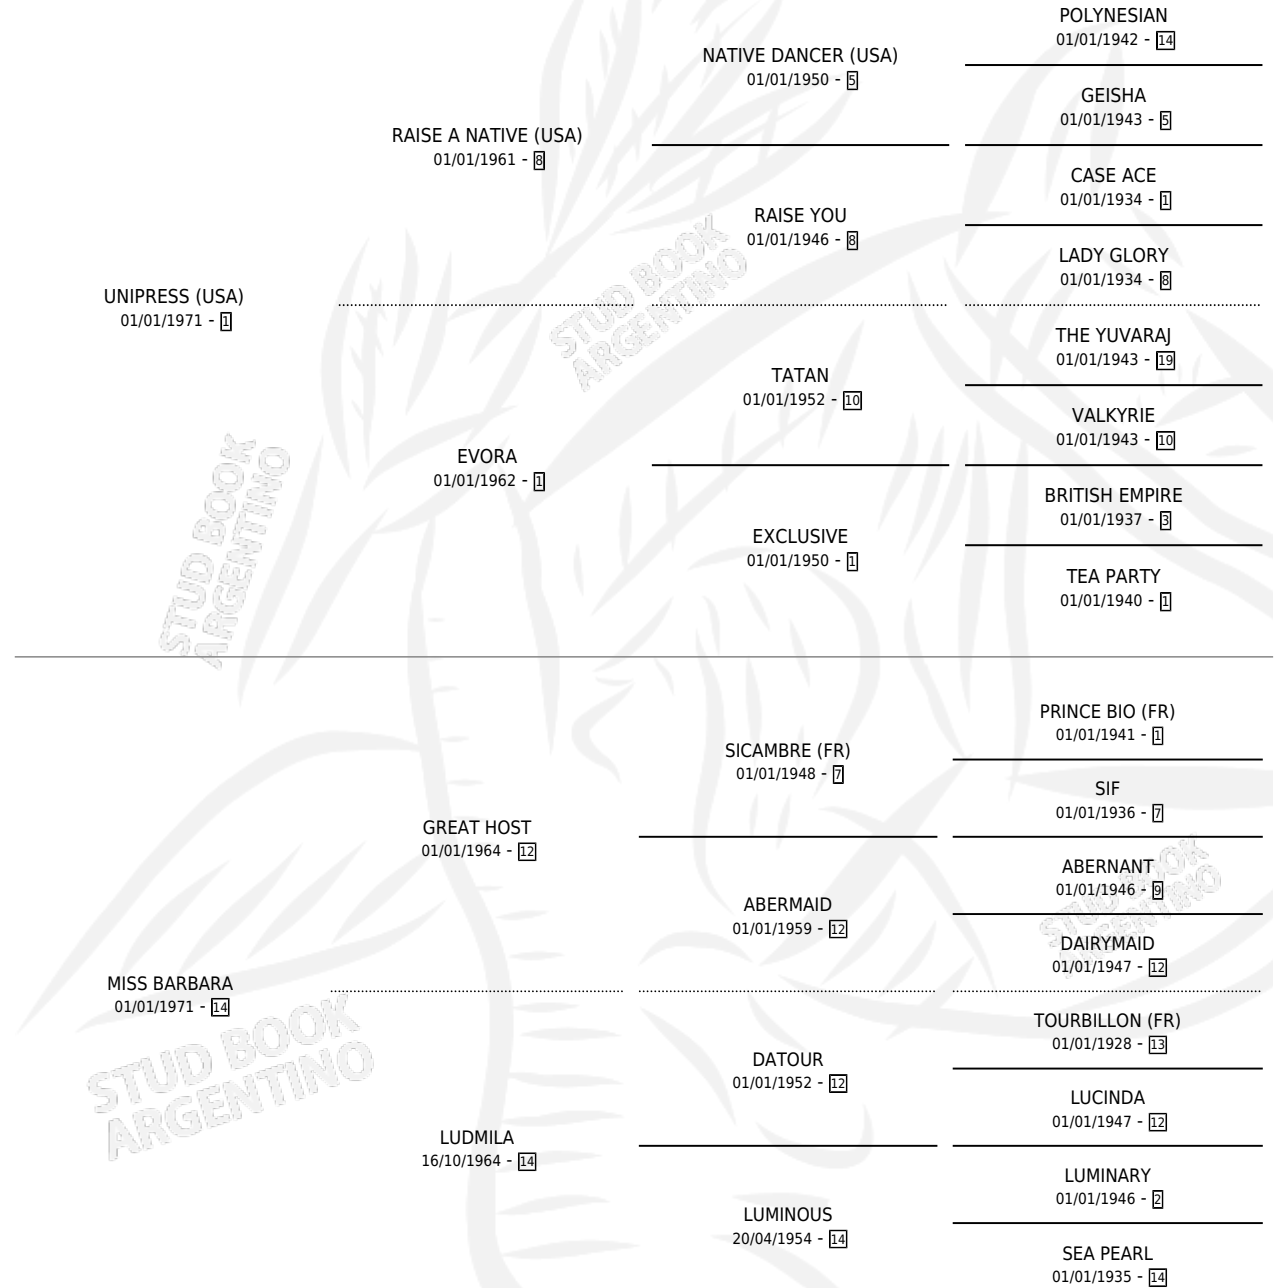 POLYNESIAN
01/01/1942 - 14
NATIVE DANCER (USA)
01/01/1950 - 5
GEISHA
01/01/1943 - 5
RAISE A NATIVE (USA)
01/01/1961 - 8
CASE ACE
01/01/1934 - 1
RAISE YOU
01/01/1946 - 8
LADY GLORY
01/01/1934 - 8
UNIPRESS (USA)
01/01/1971 - 1
THE YUVARAJ
01/01/1943 - 19
TATAN
01/01/1952 - 10
VALKYRIE
01/01/1943 - 10
EVORA
01/01/1962 - 1
BRITISH EMPIRE
01/01/1937 - 3
EXCLUSIVE
01/01/1950 - 1
TEA PARTY
01/01/1940 - 1
STUD BOOK
ARGENTINO
STUD BOOK
ARGENTINO
PRINCE BIO (FR)
01/01/1941 - 1
SICAMBRE (FR)
01/01/1948 - 7
SIF
01/01/1936 - 7
GREAT HOST
01/01/1964 - 12
ABERNANT
01/01/1946 - 9
ABERMAID
01/01/1959 - 12
DAIRYMAID
01/01/1947 - 12
MISS BARBARA
01/01/1971 - 14
TOURBILLON (FR)
01/01/1928 - 13
DATOUR
01/01/1952 - 12
LUCINDA
01/01/1947 - 12
LUDMILA
16/10/1964 - 14
LUMINARY
01/01/1946 - 2
LUMINOUS
20/04/1954 - 14
SEA PEARL
01/01/1935 - 14
STUD BOOK
ARGENTINO
STUD BOOK
ARGENTINO